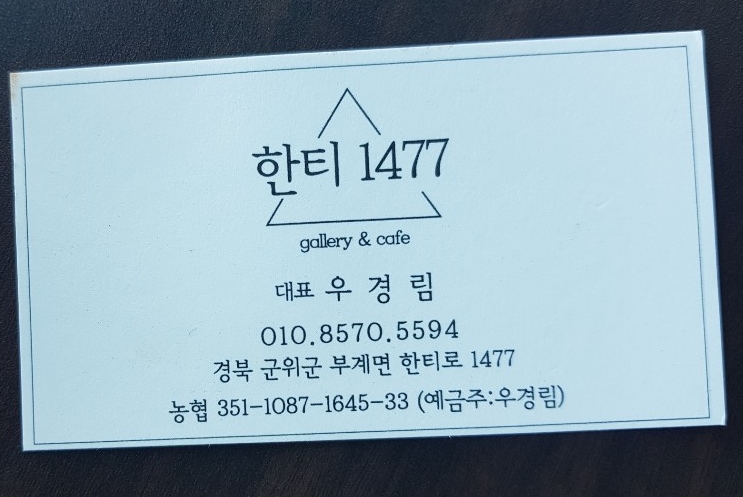 한티 1477
gallery & cafe
대표 우 경 림
010.8570.5594
경북 군위군 부계면 한티로 1477
농협 351-1087-1645-33 (예금주:우경림)